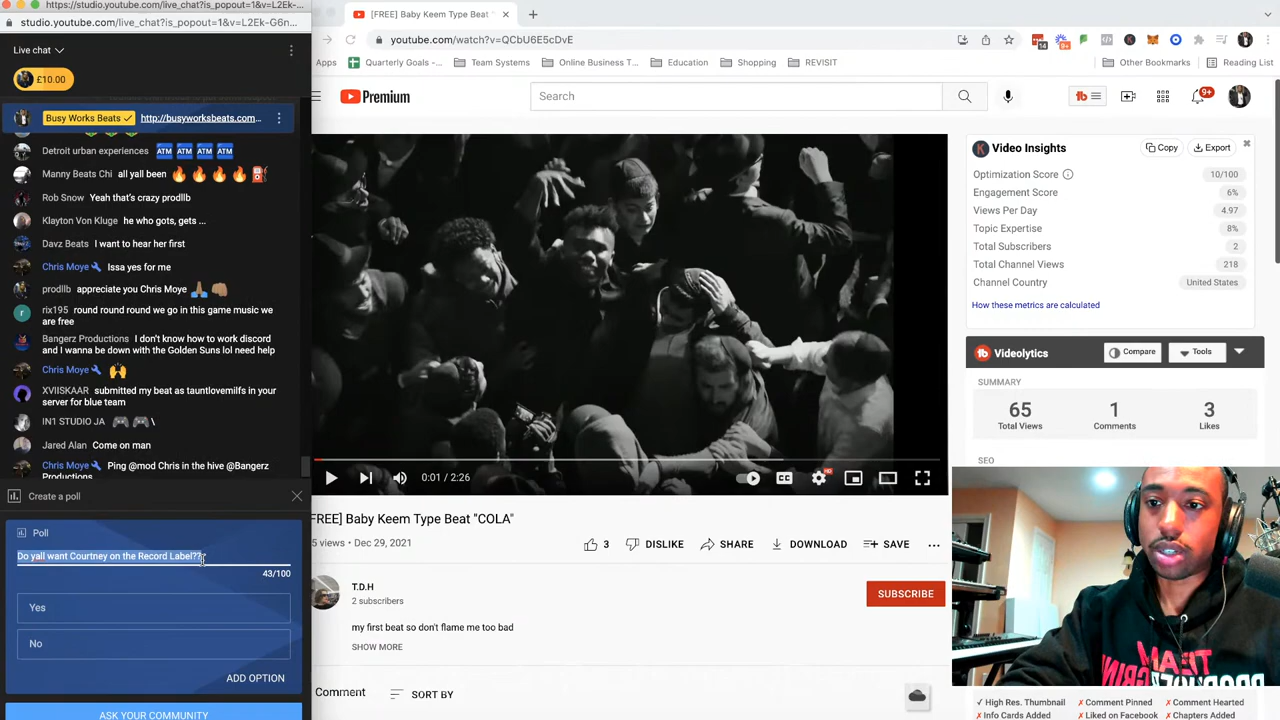 studio.youtube.com/live_chat?is_popout=1&v=L2Ek-G...
studio.youtube.com/live_chat?is_popout=1&v=L2Ek-G6n...
[FREE] Baby Keem Type Beat "
youtube.com/watch?v=QCbU6E5cDvE
14
9+
Apps
Quarterly Goals -...
Team Systems
Online Business T...
Education
Shopping
REVISIT
Other Bookmarks
Reading List
Live chat
£10.00
Busy Works Beats
http://busyworksbeats.com...
Detroit urban experiences ATM ATM ATM ATM
Manny Beats Chi all yall been
Rob Snow Yeah that's crazy prodllb
Klayton Von Kluge he who gots, gets ...
Davz Beats I want to hear her first
Chris Moye Issa yes for me
prodllb appreciate you Chris Moye
rix195 round round round we go in this game music we
are free
Bangerz Productions I don't know how to work discord
and I wanna be down with the Golden Suns lol need help
Chris Moye
XVIISKAAR submitted my beat as tauntlovemilfs in your
server for blue team
IN1 STUDIO JA \
Jared Alan Come on man
Chris Moye Ping @mod Chris in the hive @Bangerz
Productions
Create a poll
Poll
Do yall want Courtney on the Record Label??
43/100
Yes
No
ADD OPTION
ASK YOUR COMMUNITY
Premium
Search
9+
0:01 / 2:26
CC
HD
FREE] Baby Keem Type Beat "COLA"
5 views • Dec 29, 2021
3
DISLIKE
SHARE
DOWNLOAD
SAVE
T.D.H
2 subscribers
SUBSCRIBE
my first beat so don't flame me too bad
SHOW MORE
Comment
SORT BY
K
Video Insights
Copy
Export
Optimization Score
10/100
Engagement Score
6%
Views Per Day
4.97
Topic Expertise
8%
Total Subscribers
2
Total Channel Views
218
Channel Country
United States
How these metrics are calculated
Videolytics
Compare
Tools
SUMMARY
65
Total Views
1
Comments
3
Likes
SEO
TEAM
✓ High Res. Thumbnail
✗ Comment Pinned
✗ Comment Hearted
✗ Info Cards Added
✗ Liked on Facebook
✗ Chapters Added